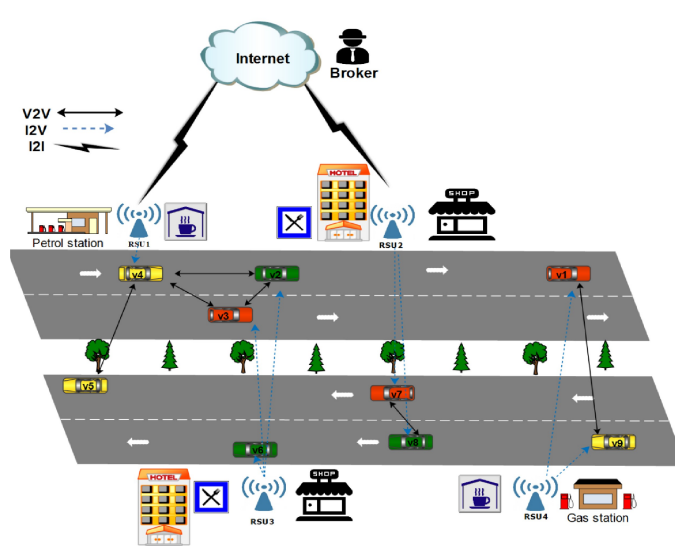 Internet
Broker
V2V
I2V
I2I
HOTEL
SHOP
Petrol station
RSU1
RSU2
v4
v2
v1
v3
v5
v7
v8
v6
v9
HOTEL
SHOP
RSU3
RSU4
Gas station